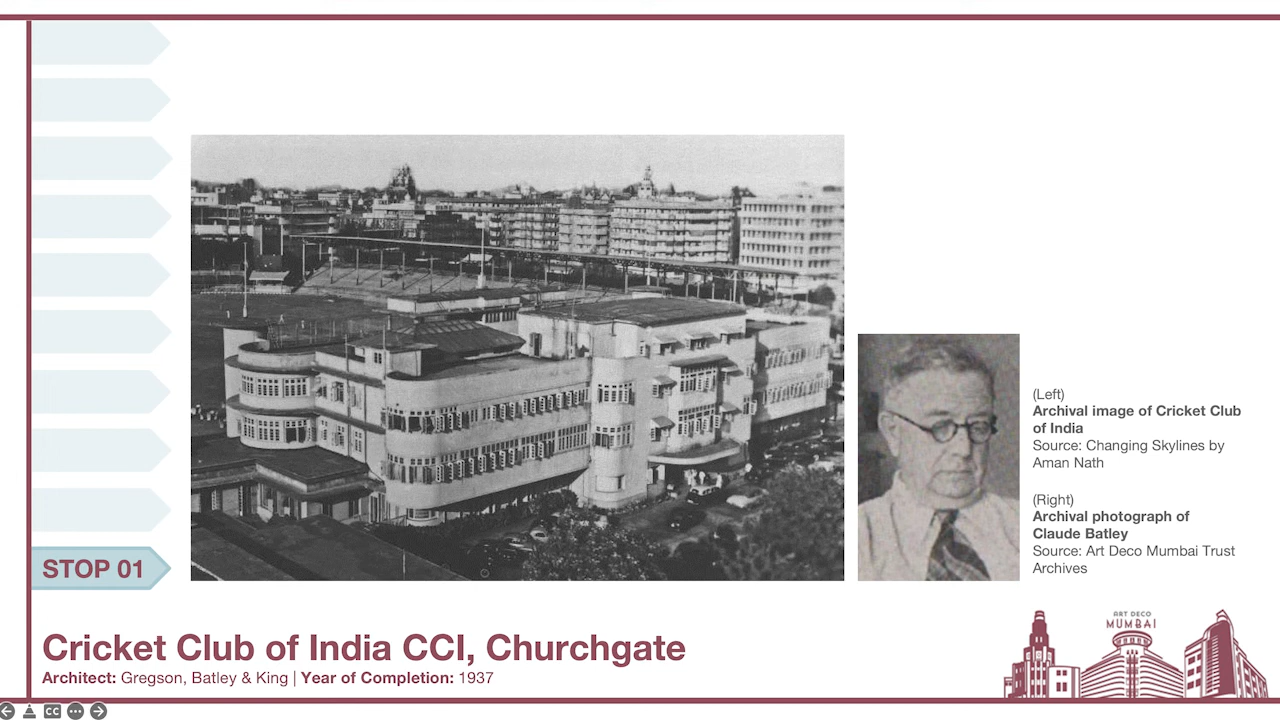 (Left)
Archival image of Cricket Club
of India
Source: Changing Skylines by
Aman Nath
(Right)
Archival photograph of
Claude Batley
Source: Art Deco Mumbai Trust
Archives
STOP 01
Cricket Club of India CCI, Churchgate
Architect: Gregson, Batley & King | Year of Completion: 1937
ART DECO
MUMBAI
CC